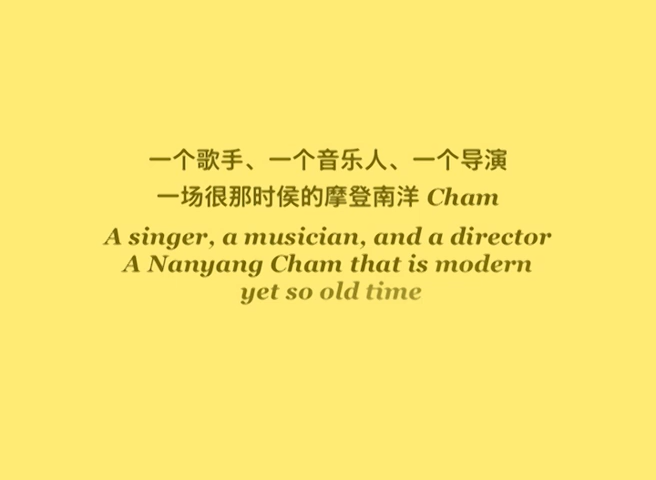 一个歌手、一个音乐人、一个导演
一场很那时侯的摩登南洋 Cham
A singer, a musician, and a director
A Nanyang Cham that is modern
yet so old time